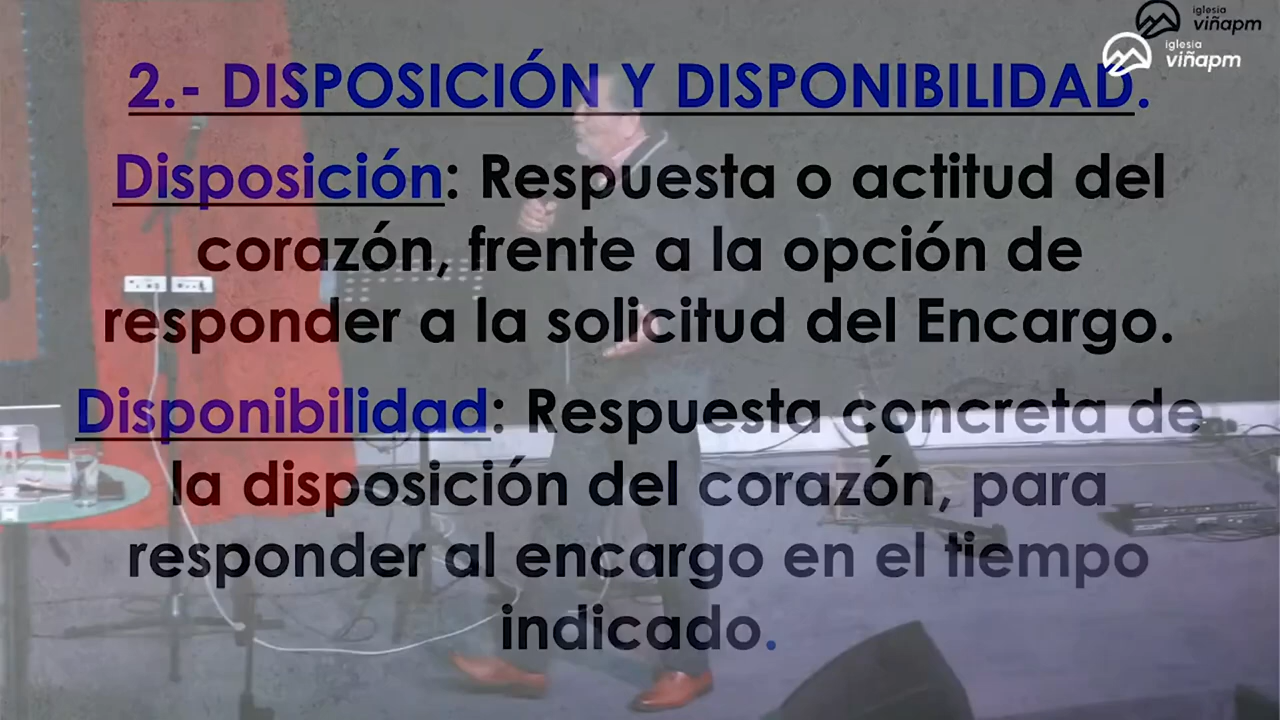 iglesia
viñapm
iglesia
viñapm
2.- DISPOSICIÓN Y DISPONIBILIDAD.
Disposición: Respuesta o actitud del
corazón, frente a la opción de
responder a la solicitud del Encargo.
Disponibilidad: Respuesta concreta de
la disposición del corazón, para
responder al encargo en el tiempo
indicado.